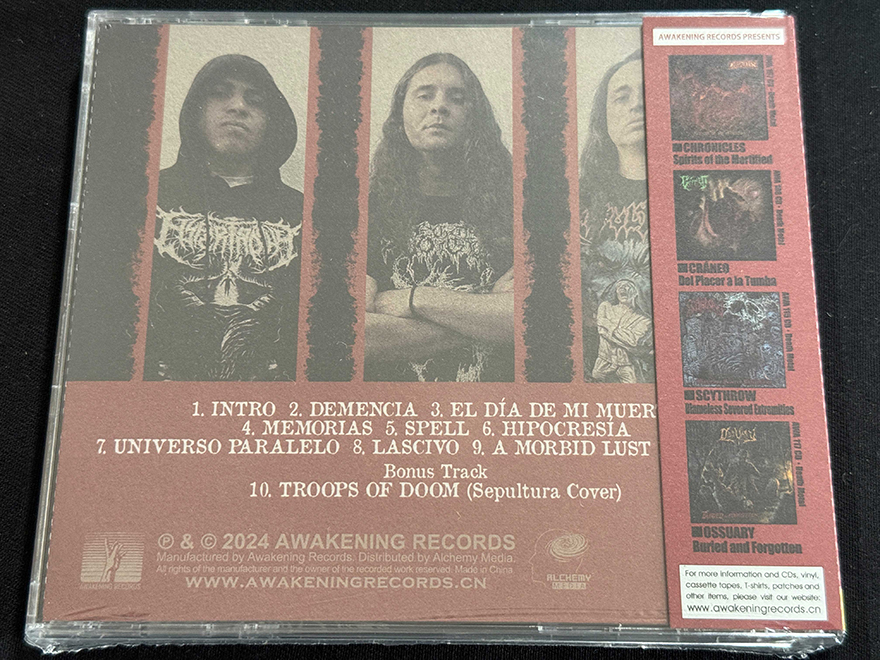 1. INTRO 2. DEMENCIA 3. EL DÍA DE MI MUER
4. MEMORIAS 5. SPELL 6. HIPOCRESÍA
7. UNIVERSO PARALELO 8. LASCIVO 9. A MORBID LUST
Bonus Track
10. TROOPS OF DOOM (Sepultura Cover)
AWAKENING RECORDS
℗ & © 2024 AWAKENING RECORDS
Manufactured by Awakening Records. Distributed by Alchemy Media.
All rights of the manufacturer and the owner of the recorded work reserved. Made in China
WWW.AWAKENINGRECORDS.CN
ALCHEMY
MEDIA
AWAKENING RECORDS PRESENTS
CHRONICLES
Spirits of the Mortified
CRÁNEO
Del Placer a la Tumba
SCYTHROW
Blameless Severed Extremities
OSSUARY
Buried and Forgotten
For more information and CDs, vinyl,
cassette tapes, T-shirts, patches and
other items, please visit our website:
www.awakeningrecords.cn